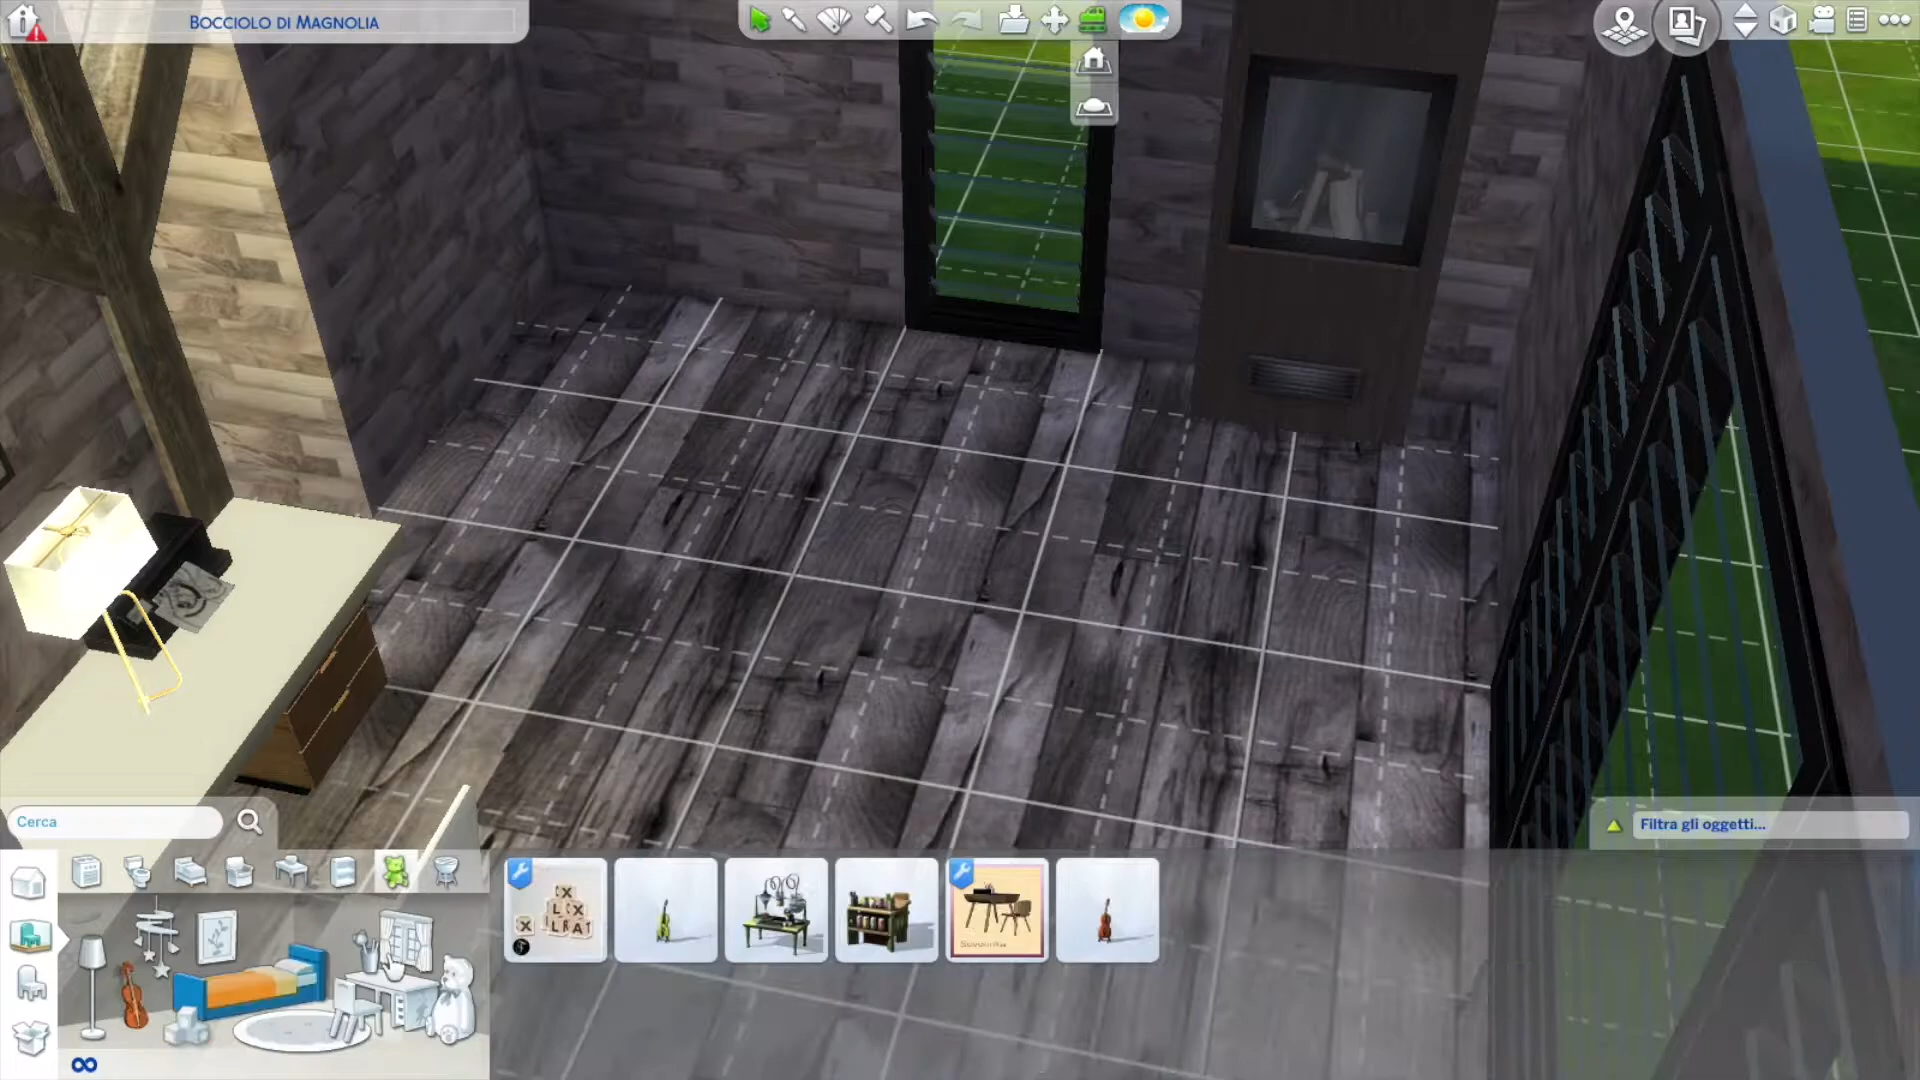 Bocciolo di Magnolia
Cerca
Filtra gli oggetti...
X
L X
X I L R A T